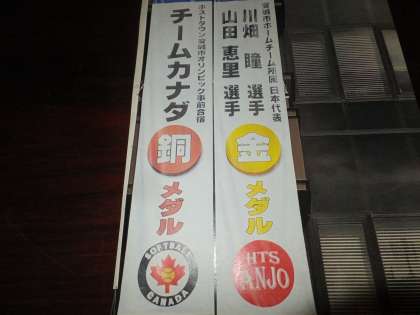 安城市ホームチーム所属 日本代表
川畑 瞳 選手
山田 恵里 選手
金メダル
HTS
ANJO
ホストタウン安城市オリンピック事前合宿
チームカナダ
銅メダル
SOFTBALL
CANADA